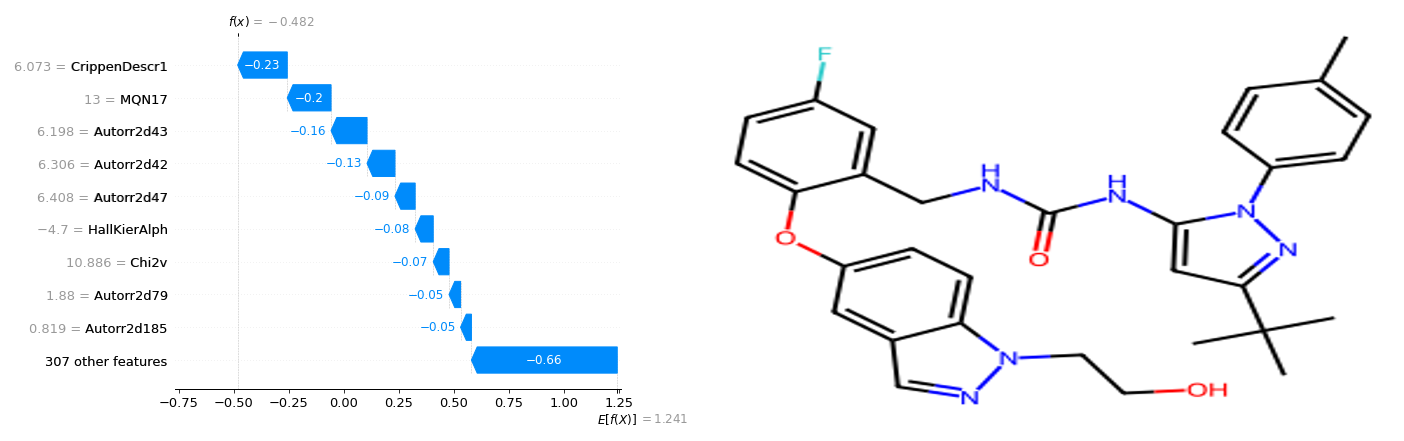 f(x) = −0.482
6.073 = CrippenDescr1
−0.23
13 = MQN17
−0.2
6.198 = Autorr2d43
−0.16
6.306 = Autorr2d42
−0.13
6.408 = Autorr2d47
−0.09
−4.7 = HallKierAlph
−0.08
10.886 = Chi2v
−0.07
1.88 = Autorr2d79
−0.05
0.819 = Autorr2d185
−0.05
307 other features
−0.66
−0.75 −0.50 −0.25 0.00 0.25 0.50 0.75 1.00 1.25
E[f(X)] = 1.241
F
H
N
H
N
O
O
N
N
N
N
OH